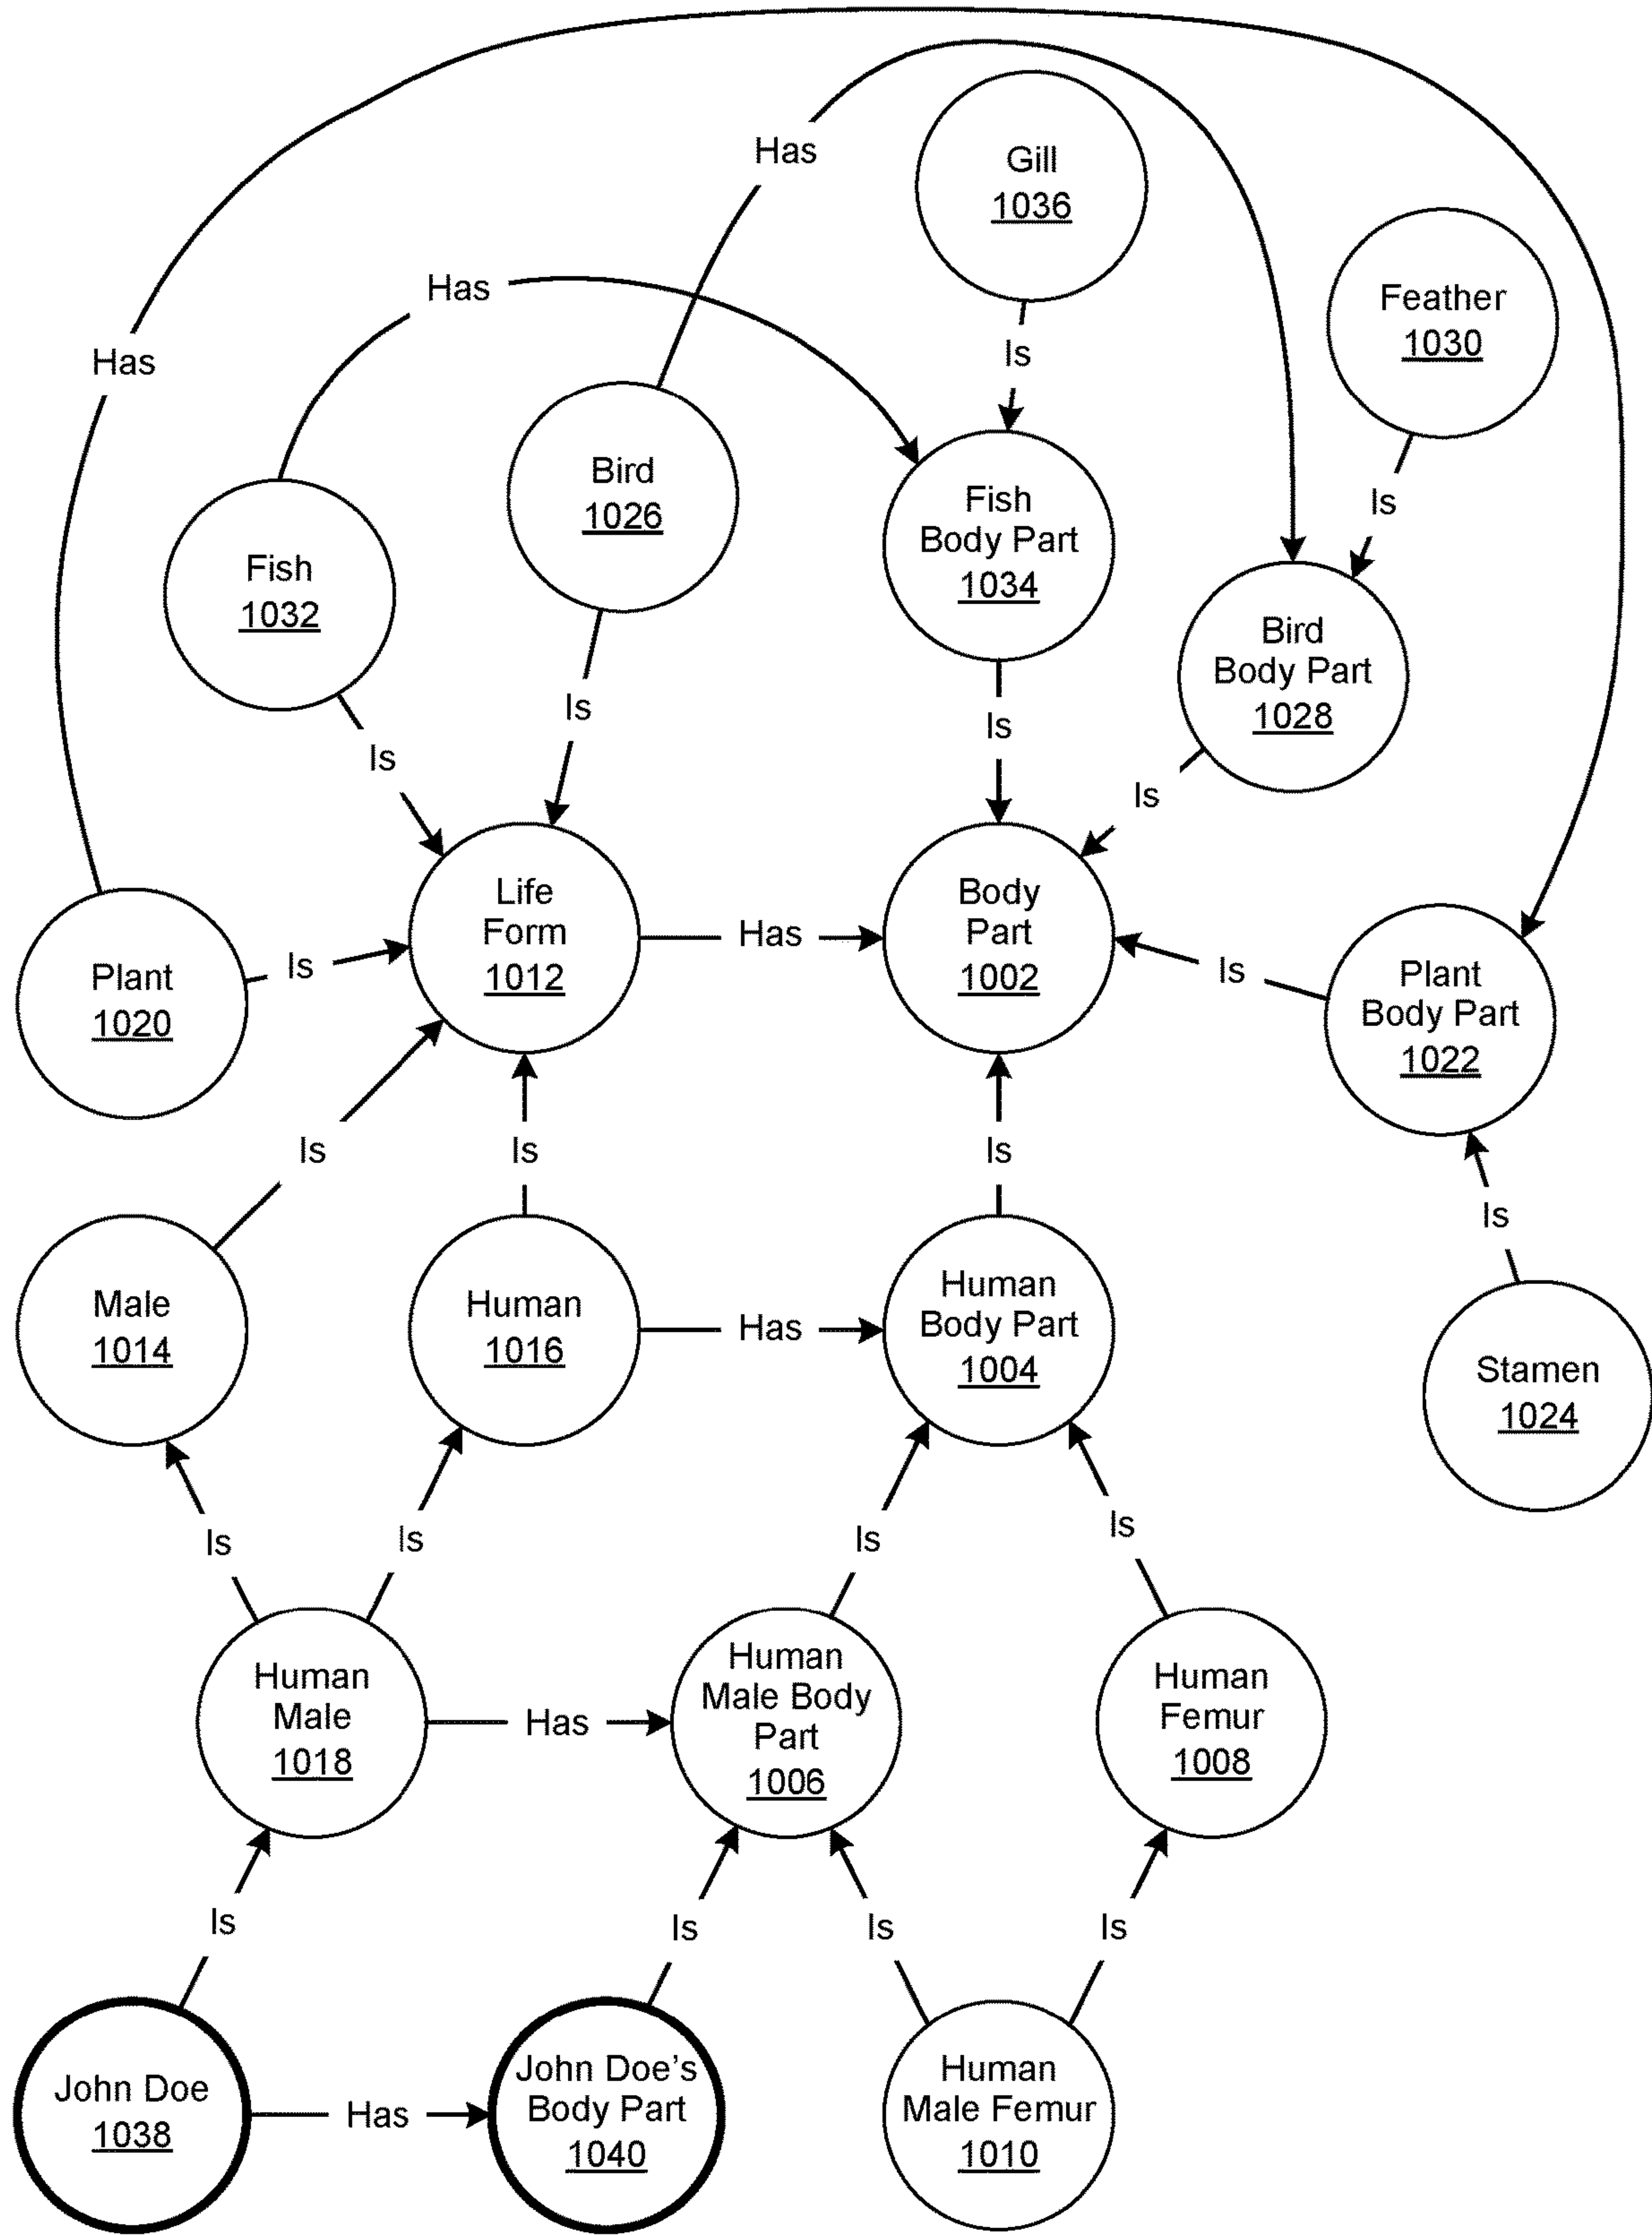 Has
Gill
1036
Feather
1030
Has
Is
Has
Bird
1026
Fish
Body Part
1034
Is
Fish
1032
Bird
Body Part
1028
Is
Is
Is
Is
Life
Form
1012
Has
Body
Part
1002
Is
Plant
Body Part
1022
Plant
1020
Is
Is
Is
Is
Is
Male
1014
Human
1016
Has
Human
Body Part
1004
Stamen
1024
Is
Is
Is
Is
Human
Male
1018
Has
Human
Male Body
Part
1006
Human
Femur
1008
Is
Is
Is
Is
John Doe
1038
Has
John Doe’s
Body Part
1040
Human
Male Femur
1010